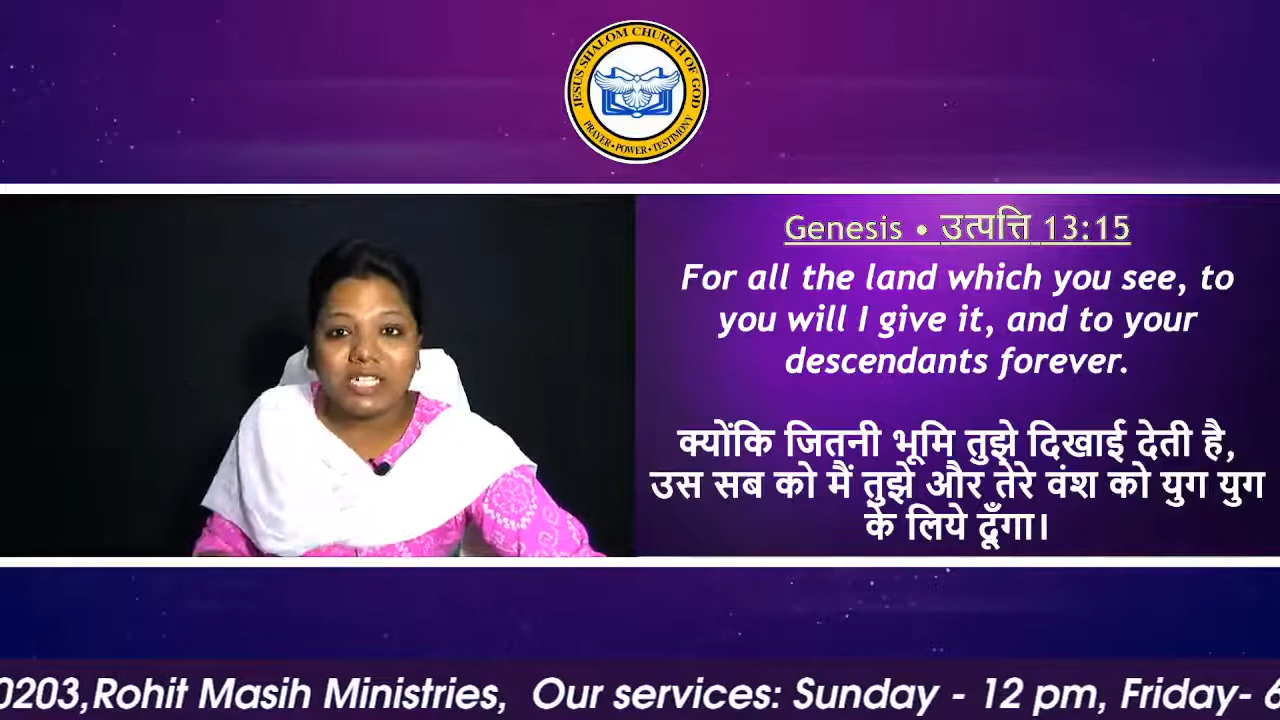 JESUS SHALOM CHURCH OF GOD
PRAYER • POWER • TESTIMONY
Genesis • उत्पत्ति 13:15
For all the land which you see, to
you will I give it, and to your
descendants forever.
क्योंकि जितनी भूमि तुझे दिखाई देती है,
उस सब को मैं तुझे और तेरे वंश को युग युग
के लिये दूँगा।
0203,Rohit Masih Ministries, Our services: Sunday - 12 pm, Friday- 6